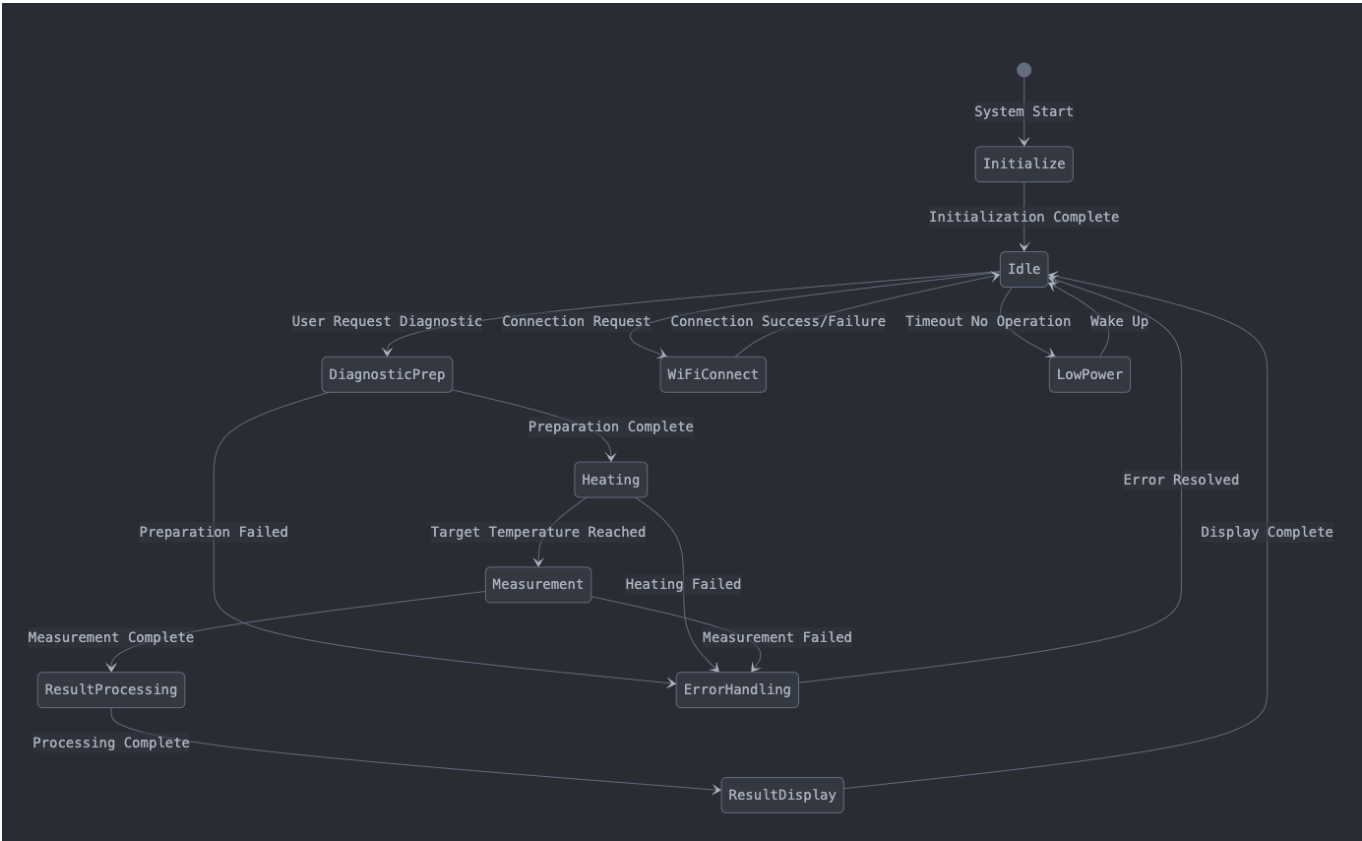 System Start
Initialize
Initialization Complete
Idle
User Request Diagnostic
Connection Request
Connection Success/Failure
Timeout No Operation
Wake Up
DiagnosticPrep
WiFiConnect
LowPower
Preparation Complete
Heating
Error Resolved
Preparation Failed
Target Temperature Reached
Display Complete
Measurement
Heating Failed
Measurement Complete
Measurement Failed
ResultProcessing
ErrorHandling
Processing Complete
ResultDisplay